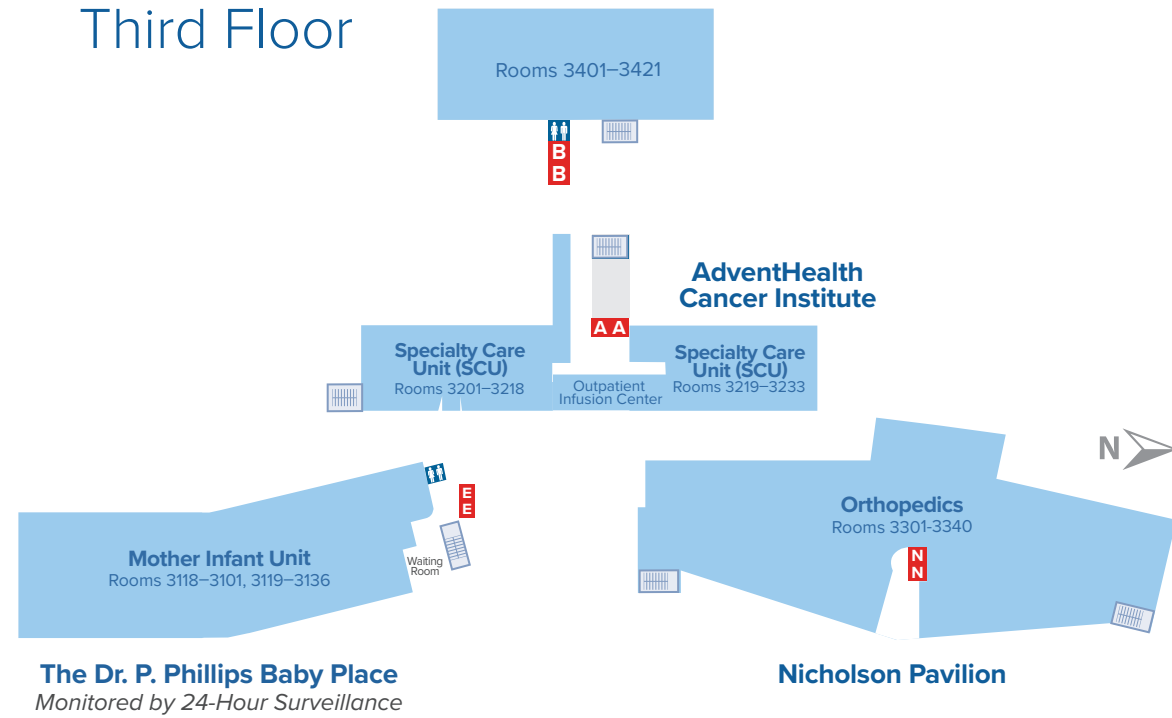 Third Floor
Rooms 3401–3421
B
B
AdventHealth
Cancer Institute
A A
Specialty Care
Unit (SCU)
Rooms 3201–3218
Outpatient
Infusion Center
Specialty Care
Unit (SCU)
Rooms 3219–3233
N
E
E
Waiting
Room
Mother Infant Unit
Rooms 3118–3101, 3119–3136
Orthopedics
Rooms 3301-3340
N
N
The Dr. P. Phillips Baby Place
Monitored by 24-Hour Surveillance
Nicholson Pavilion